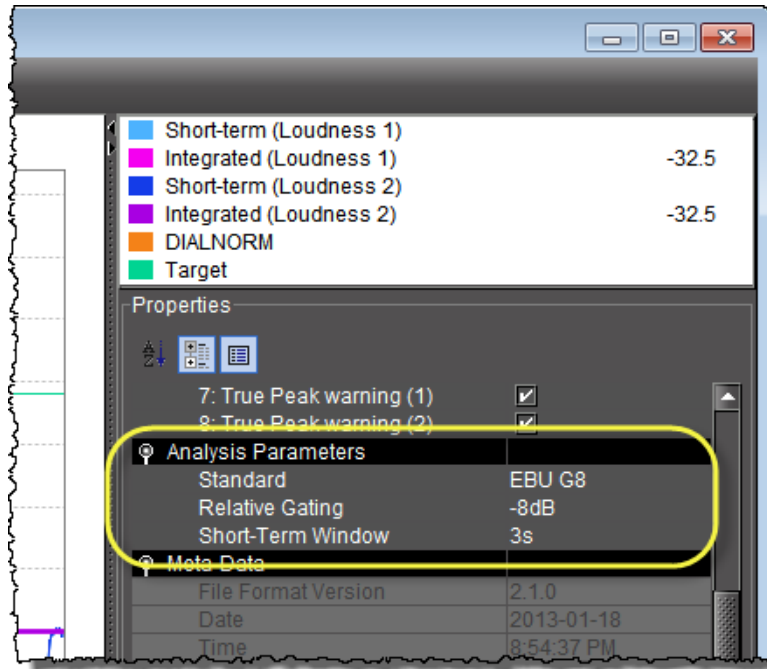 Short-term (Loudness 1)
Integrated (Loudness 1) -32.5
Short-term (Loudness 2)
Integrated (Loudness 2) -32.5
DIALNORM
Target
Properties
7: True Peak warning (1)
8: True Peak warning (2)
Analysis Parameters
Standard EBU G8
Relative Gating -8dB
Short-Term Window 3s
Meta-Data
File Format Version 2.1.0
Date 2013-01-18
Time 8:54:37 PM